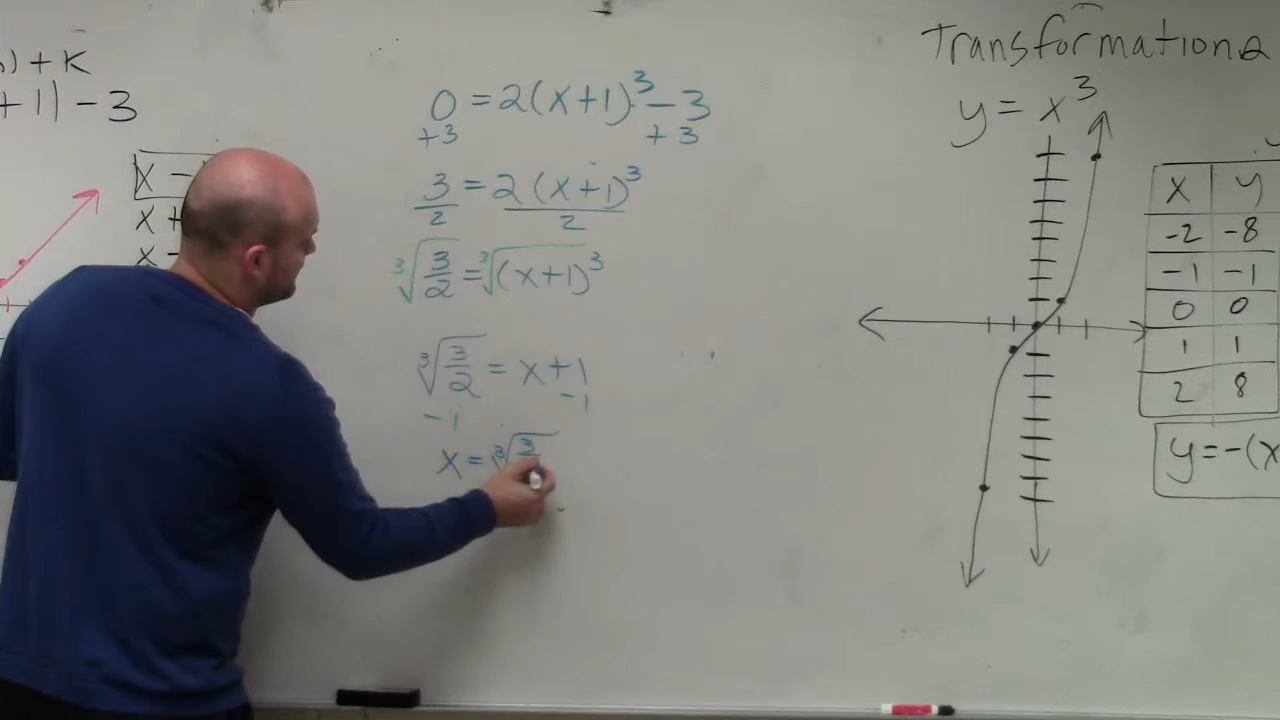 ) + K
+1) - 3
x -
x +
x -
0 = 2(x+1)³ - 3
+3 +3
3/2 = 2(x+1)³/2
∛(3/2) = ∛(x+1)³
∛(3/2) = x+1
-1 -1
x = ∛3
Transformations
y = x³
x y
-2 -8
-1 -1
0 0
1 1
2 8
y = -(x